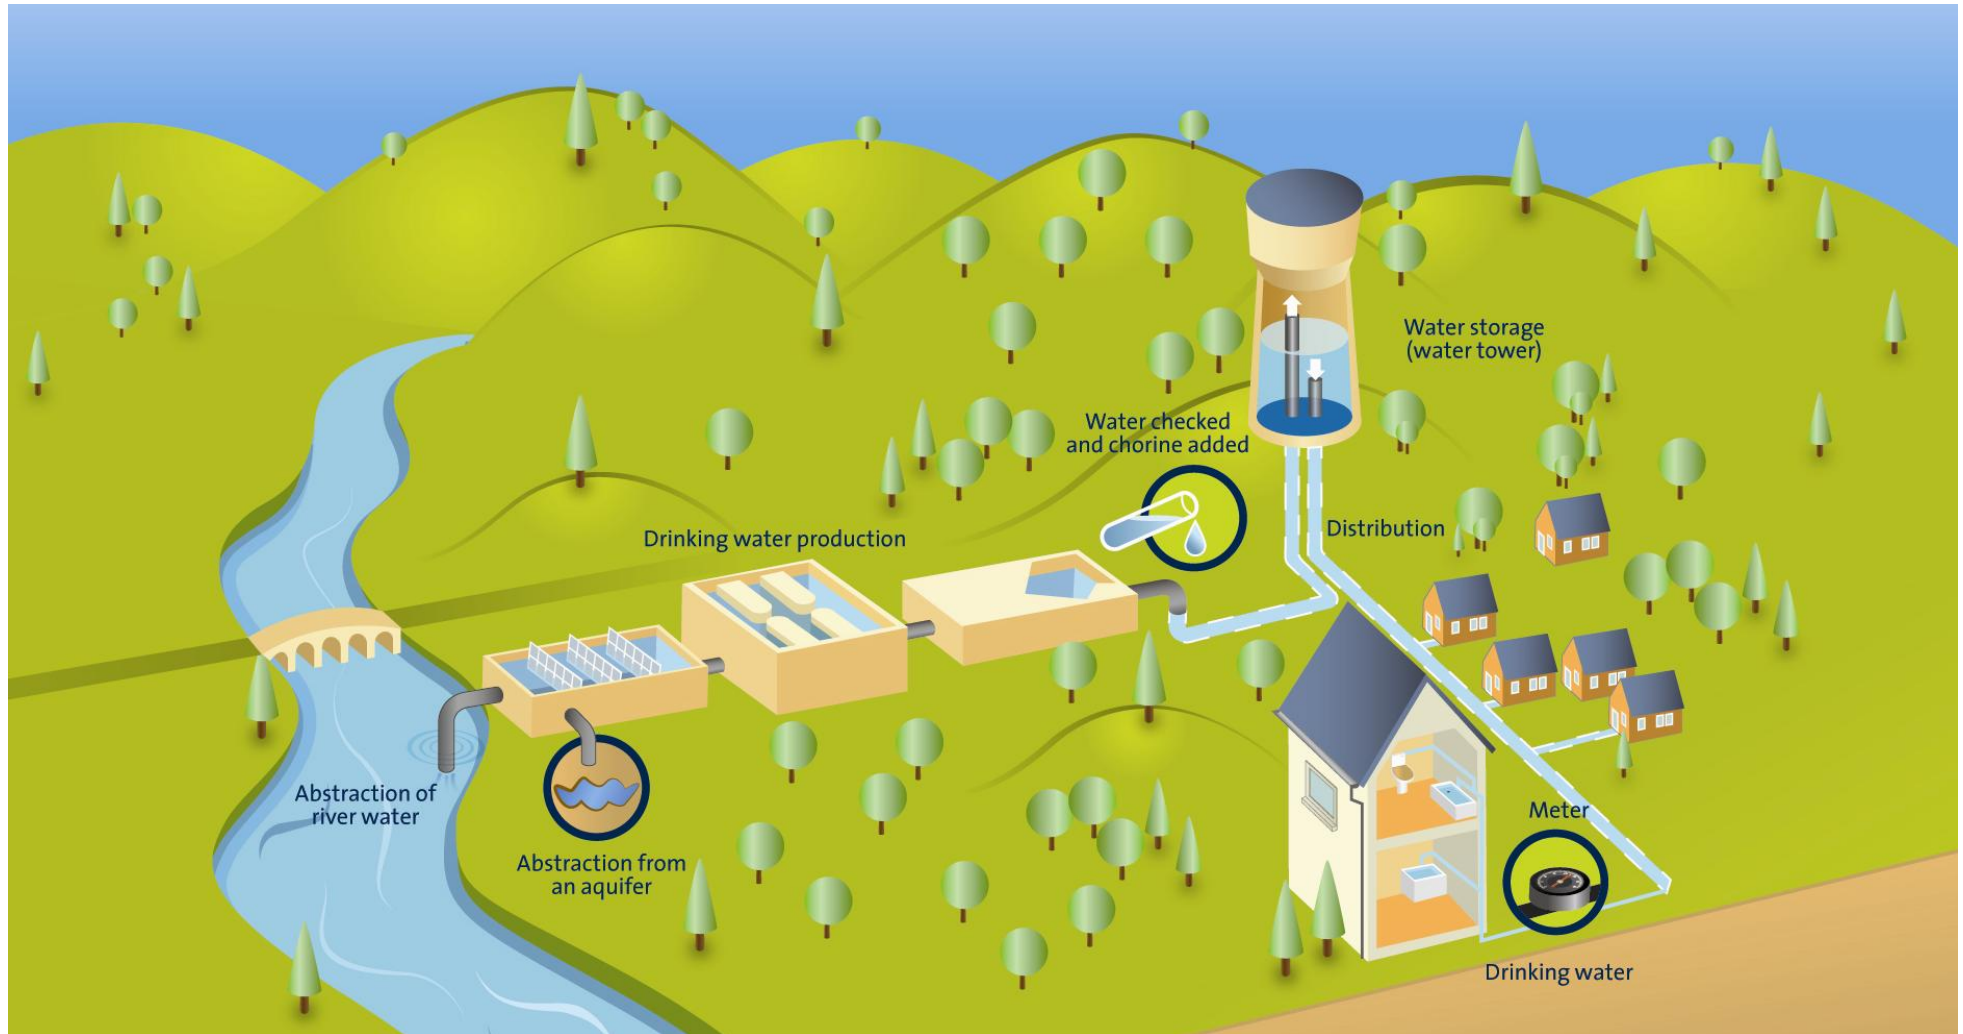 Water storage
(water tower)
Water checked
and chorine added
Distribution
Drinking water production
Abstraction of
river water
Abstraction from
an aquifer
Meter
Drinking water